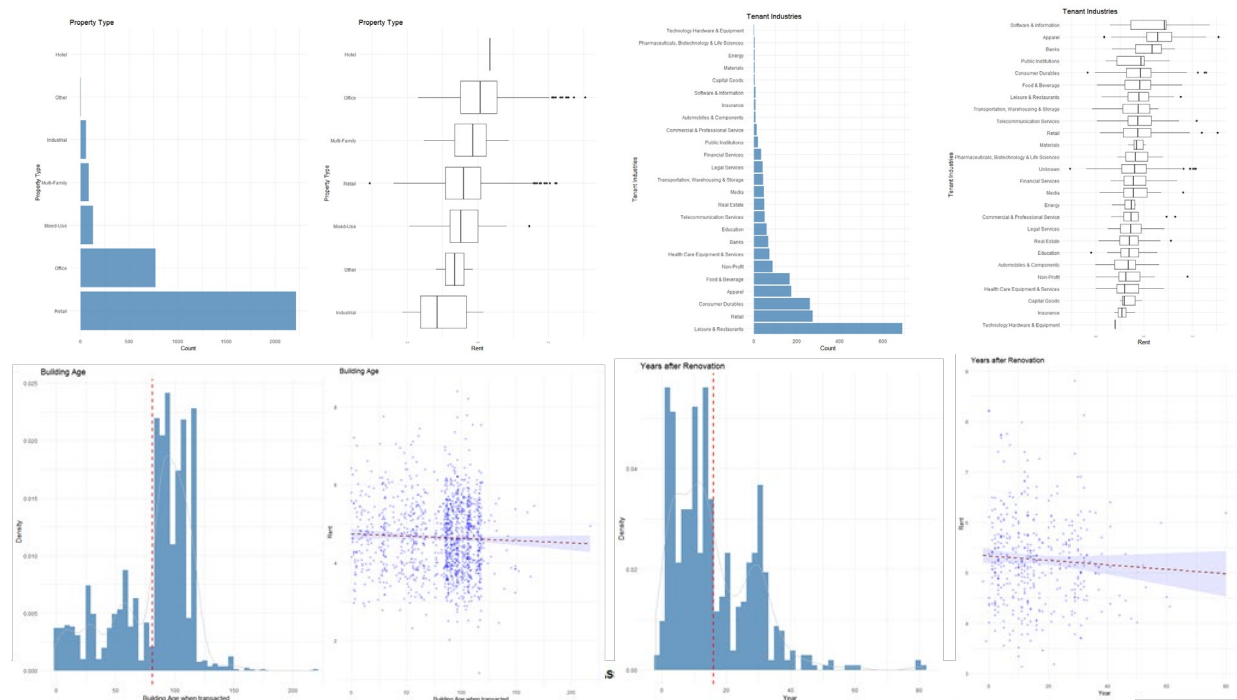 Property Type
Hotel
Other
Industrial
Multi-Family
Mixed-Use
Office
Retail
Property Type
0
500
1000
1500
2000
Count
Property Type
Hotel
Office
Multi-Family
Retail
Mixed-Use
Other
Industrial
Property Type
Rent
Tenant Industries
Technology Hardware & Equipment
Pharmaceuticals, Biotechnology & Life Sciences
Energy
Materials
Capital Goods
Software & Information
Insurance
Automobiles & Components
Commercial & Professional Service
Public Institutions
Financial Services
Legal Services
Transportation, Warehousing & Storage
Media
Real Estate
Telecommunication Services
Education
Banks
Health Care Equipment & Services
Non-Profit
Food & Beverage
Apparel
Consumer Durables
Retail
Leisure & Restaurants
Tenant Industries
0
200
400
600
Count
Tenant Industries
Software & Information
Apparel
Banks
Public Institutions
Consumer Durables
Food & Beverage
Leisure & Restaurants
Transportation, Warehousing & Storage
Telecommunication Services
Retail
Materials
Pharmaceuticals, Biotechnology & Life Sciences
Unknown
Financial Services
Media
Energy
Commercial & Professional Service
Legal Services
Real Estate
Education
Automobiles & Components
Non-Profit
Health Care Equipment & Services
Capital Goods
Insurance
Technology Hardware & Equipment
Tenant Industries
Rent
Building Age
0.025
0.020
0.015
0.010
0.005
0.000
Density
0
50
100
150
200
Building Age when transacted
Building Age
Rent
0
50
100
150
200
Building Age when transacted
Years after Renovation
0.04
0.02
0.00
Density
0
20
40
60
80
Year
Years after Renovation
Rent
0
20
40
60
80
Year